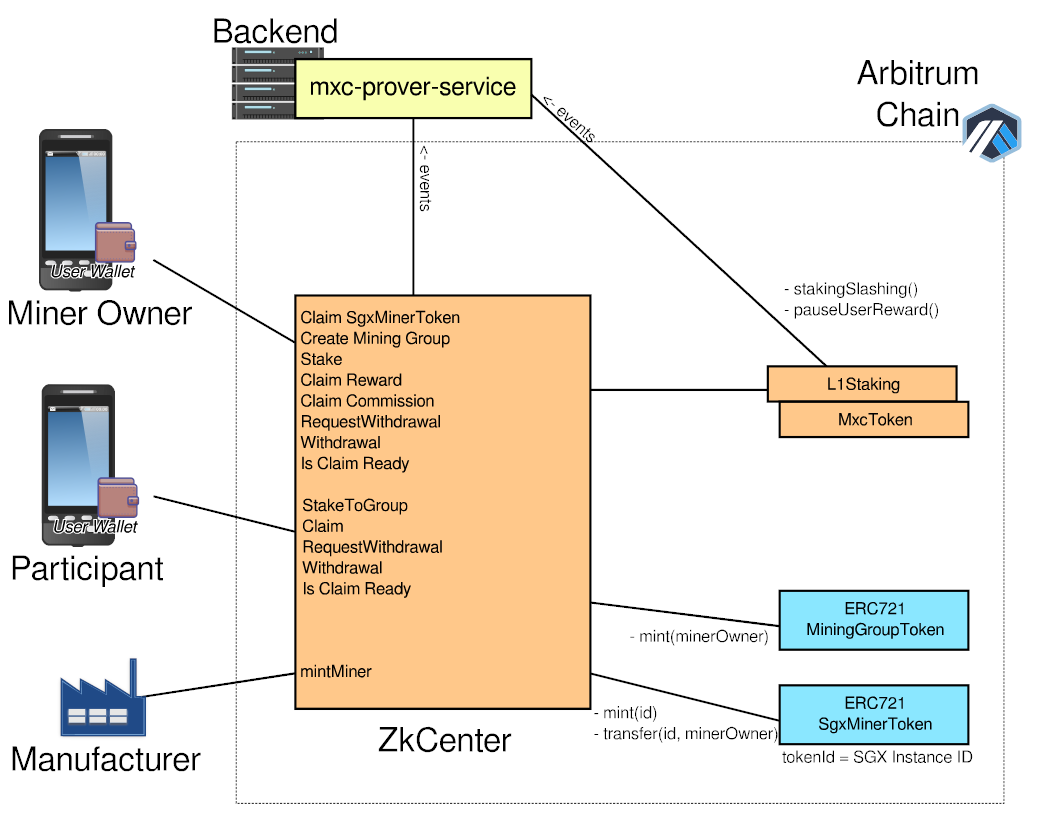 Backend
mxc-prover-service
Arbitrum
Chain
<- events
<- events
User Wallet
Miner Owner
- stakingSlashing()
- pauseUserReward()
Claim SgxMinerToken
Create Mining Group
Stake
Claim Reward
Claim Commission
RequestWithdrawal
Withdrawal
Is Claim Ready
L1Staking
MxcToken
User Wallet
Participant
StakeToGroup
Claim
RequestWithdrawal
Withdrawal
Is Claim Ready
ERC721
MiningGroupToken
- mint(minerOwner)
mintMiner
Manufacturer
ZkCenter
- mint(id)
- transfer(id, minerOwner)
ERC721
SgxMinerToken
tokenId = SGX Instance ID